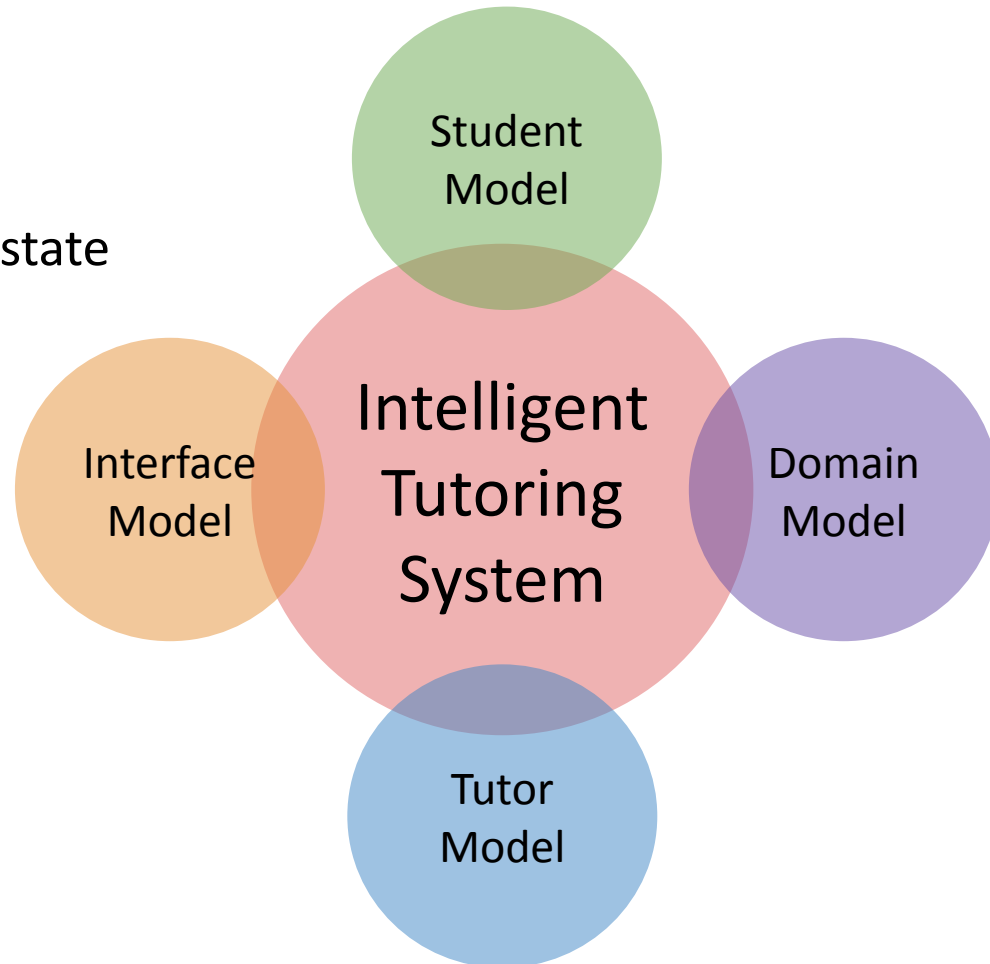 Student
Model
state
Interface
Model
Intelligent
Tutoring
System
Domain
Model
Tutor
Model